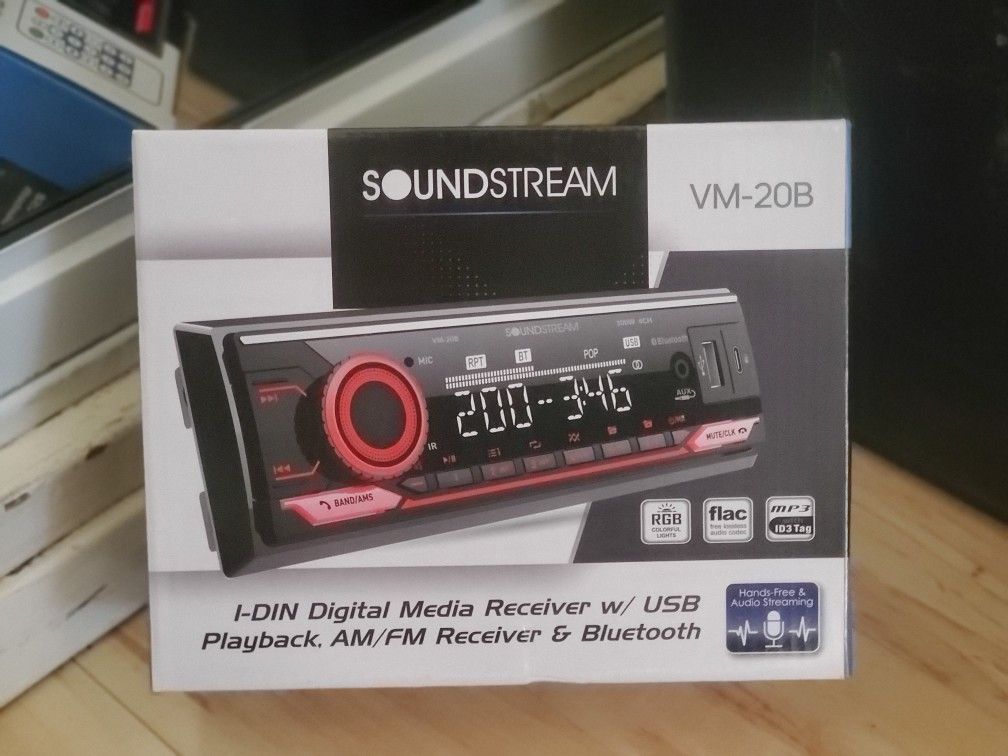 SOUNDSTREAM
VM-20B
SOUNDSTREAM
VM-20B
MIC
RPT
BT
POP
USB
Bluetooth
200-346
AUX
IR
MUTE/CLK
BAND/AMS
RGB
COLORFUL
LIGHTS
flac
free lossless
audio codec
MP3
with
ID3 Tag
1-DIN Digital Media Receiver w/ USB
Playback, AM/FM Receiver & Bluetooth
Hands-Free &
Audio Streaming